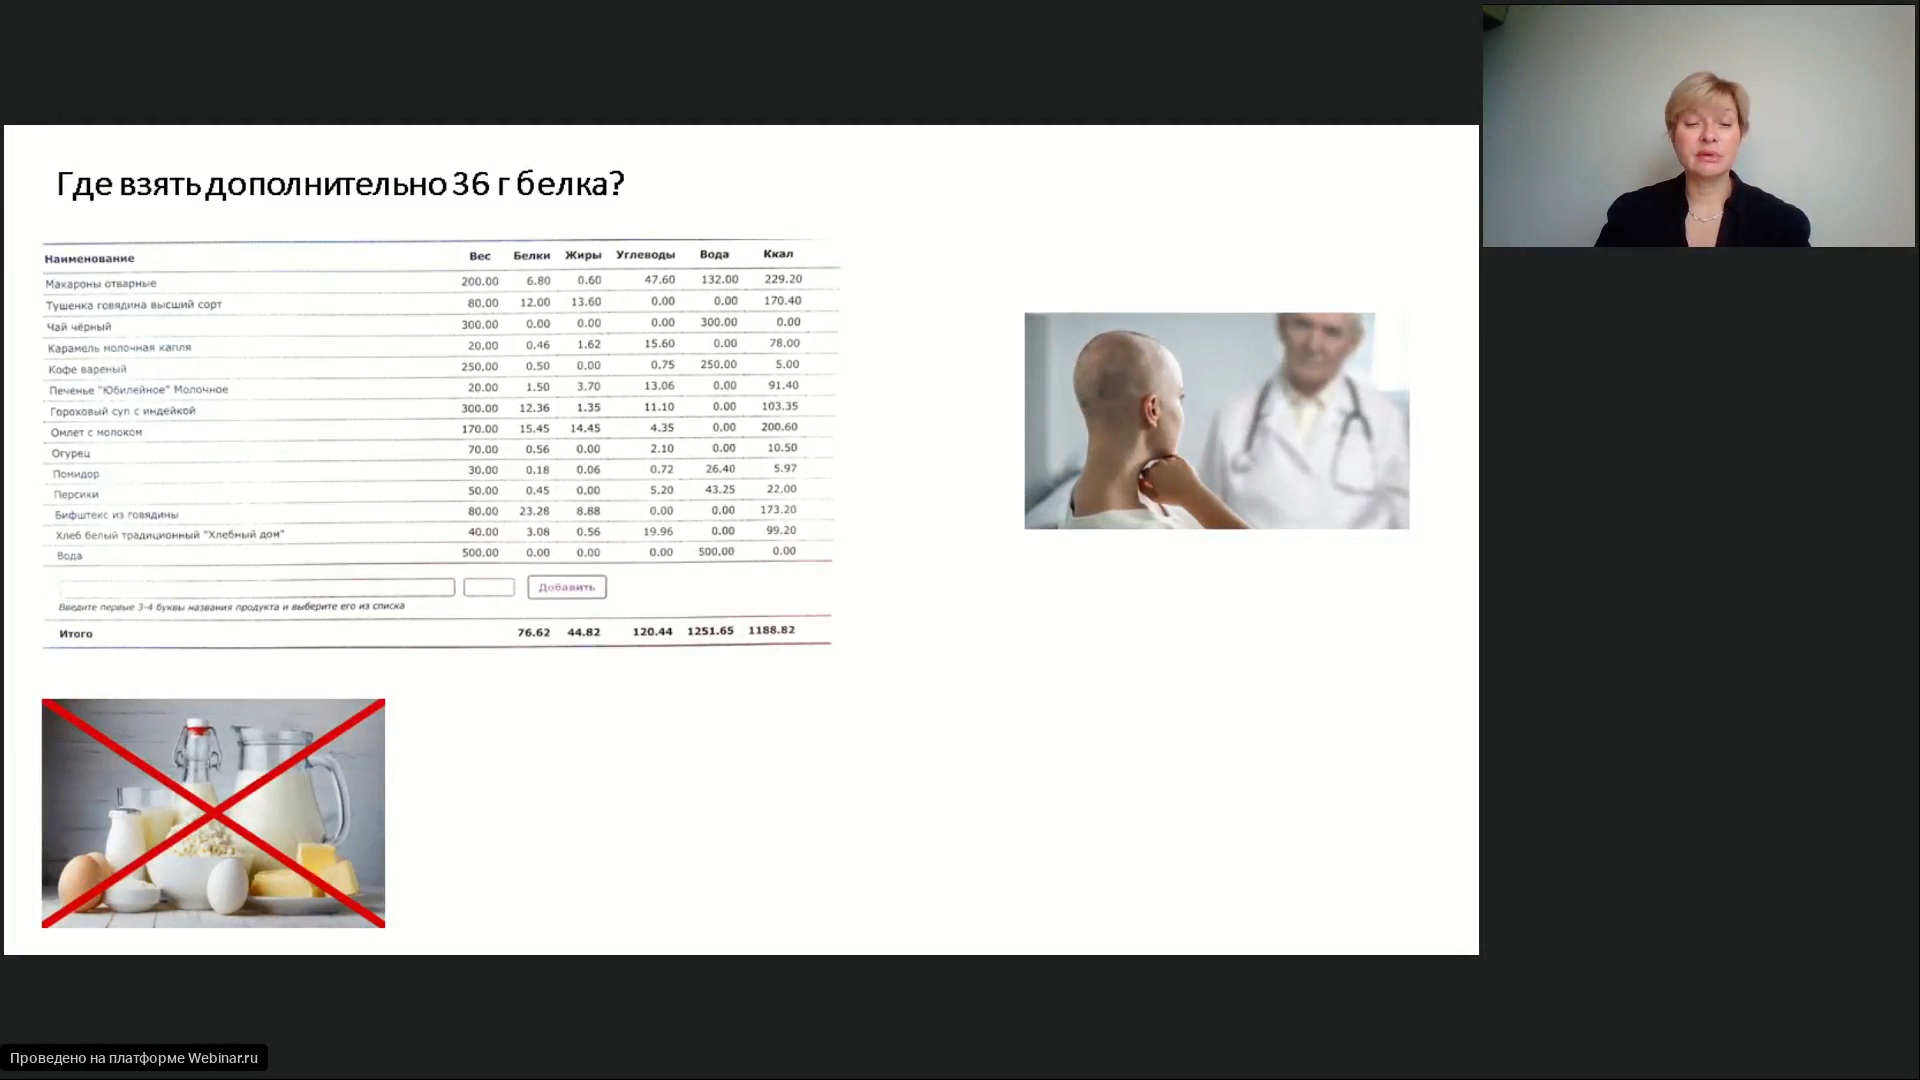 Где взять дополнительно 36 г белка?
Наименование Вес Белки Жиры Углеводы Вода Ккал
Макароны отварные 200.00 6.80 0.60 47.60 132.00 229.20
Тушенка говядина высший сорт 80.00 12.00 13.60 0.00 0.00 170.40
Чай чёрный 300.00 0.00 0.00 0.00 300.00 0.00
Карамель молочная капля 20.00 0.46 1.62 15.60 0.00 78.00
Кофе вареный 250.00 0.50 0.00 0.75 250.00 5.00
Печенье "Юбилейное" Молочное 20.00 1.50 3.70 13.06 0.00 91.40
Гороховый суп с индейкой 300.00 12.36 1.35 11.10 0.00 103.35
Омлет с молоком 170.00 15.45 14.45 4.35 0.00 200.60
Огурец 70.00 0.56 0.00 2.10 0.00 10.50
Помидор 30.00 0.18 0.06 0.72 26.40 5.97
Персики 50.00 0.45 0.00 5.20 43.25 22.00
Бифштекс из говядины 80.00 23.28 8.88 0.00 0.00 173.20
Хлеб белый традиционный "Хлебный дом" 40.00 3.08 0.56 19.96 0.00 99.20
Вода 500.00 0.00 0.00 0.00 500.00 0.00
Добавить
Введите первые 3-4 буквы названия продукта и выберите его из списка
Итого 76.62 44.82 120.44 1251.65 1188.82
Проведено на платформе Webinar.ru